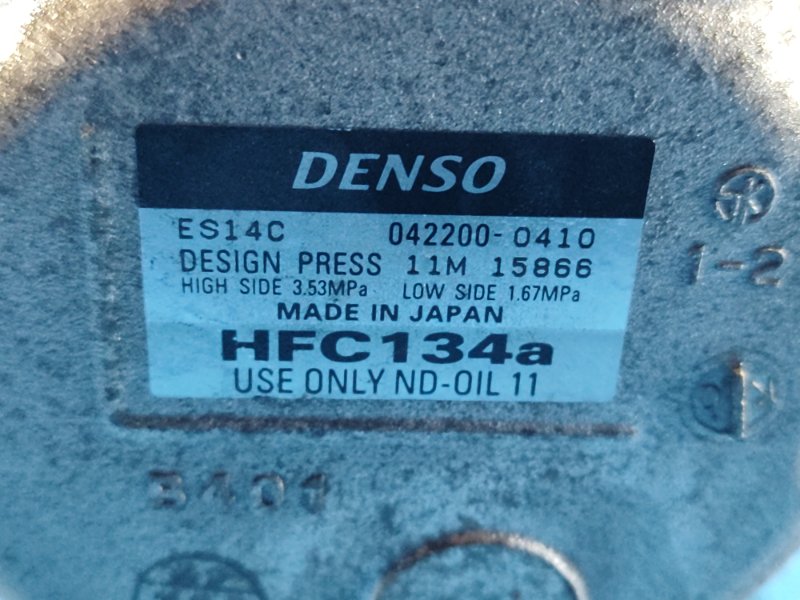 DENSO
ES14C 042200-0410
DESIGN PRESS 11M 15866
HIGH SIDE 3.53MPa LOW SIDE 1.67MPa
MADE IN JAPAN
HFC134a
USE ONLY ND-OIL 11
1-2
3401